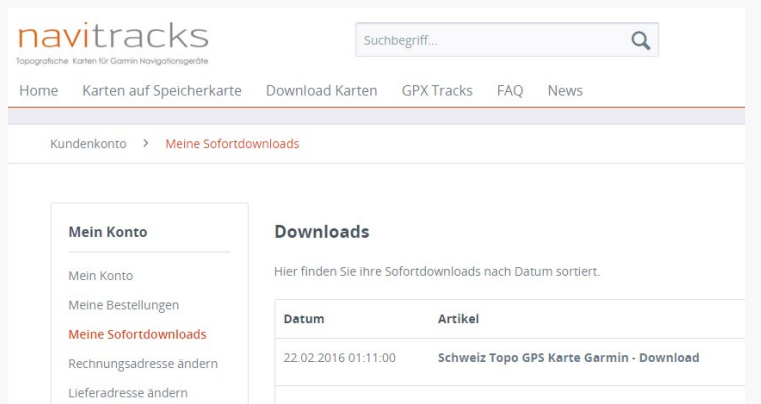 navitracks
Topografische Karten für Garmin Navigationsgeräte
Suchbegriff...
Home Karten auf Speicherkarte Download Karten GPX Tracks FAQ News
Kundenkonto > Meine Sofortdownloads
Mein Konto
Mein Konto
Meine Bestellungen
Meine Sofortdownloads
Rechnungsadresse ändern
Lieferadresse ändern
Downloads
Hier finden Sie ihre Sofortdownloads nach Datum sortiert.
Datum Artikel
22.02.2016 01:11:00 Schweiz Topo GPS Karte Garmin - Download